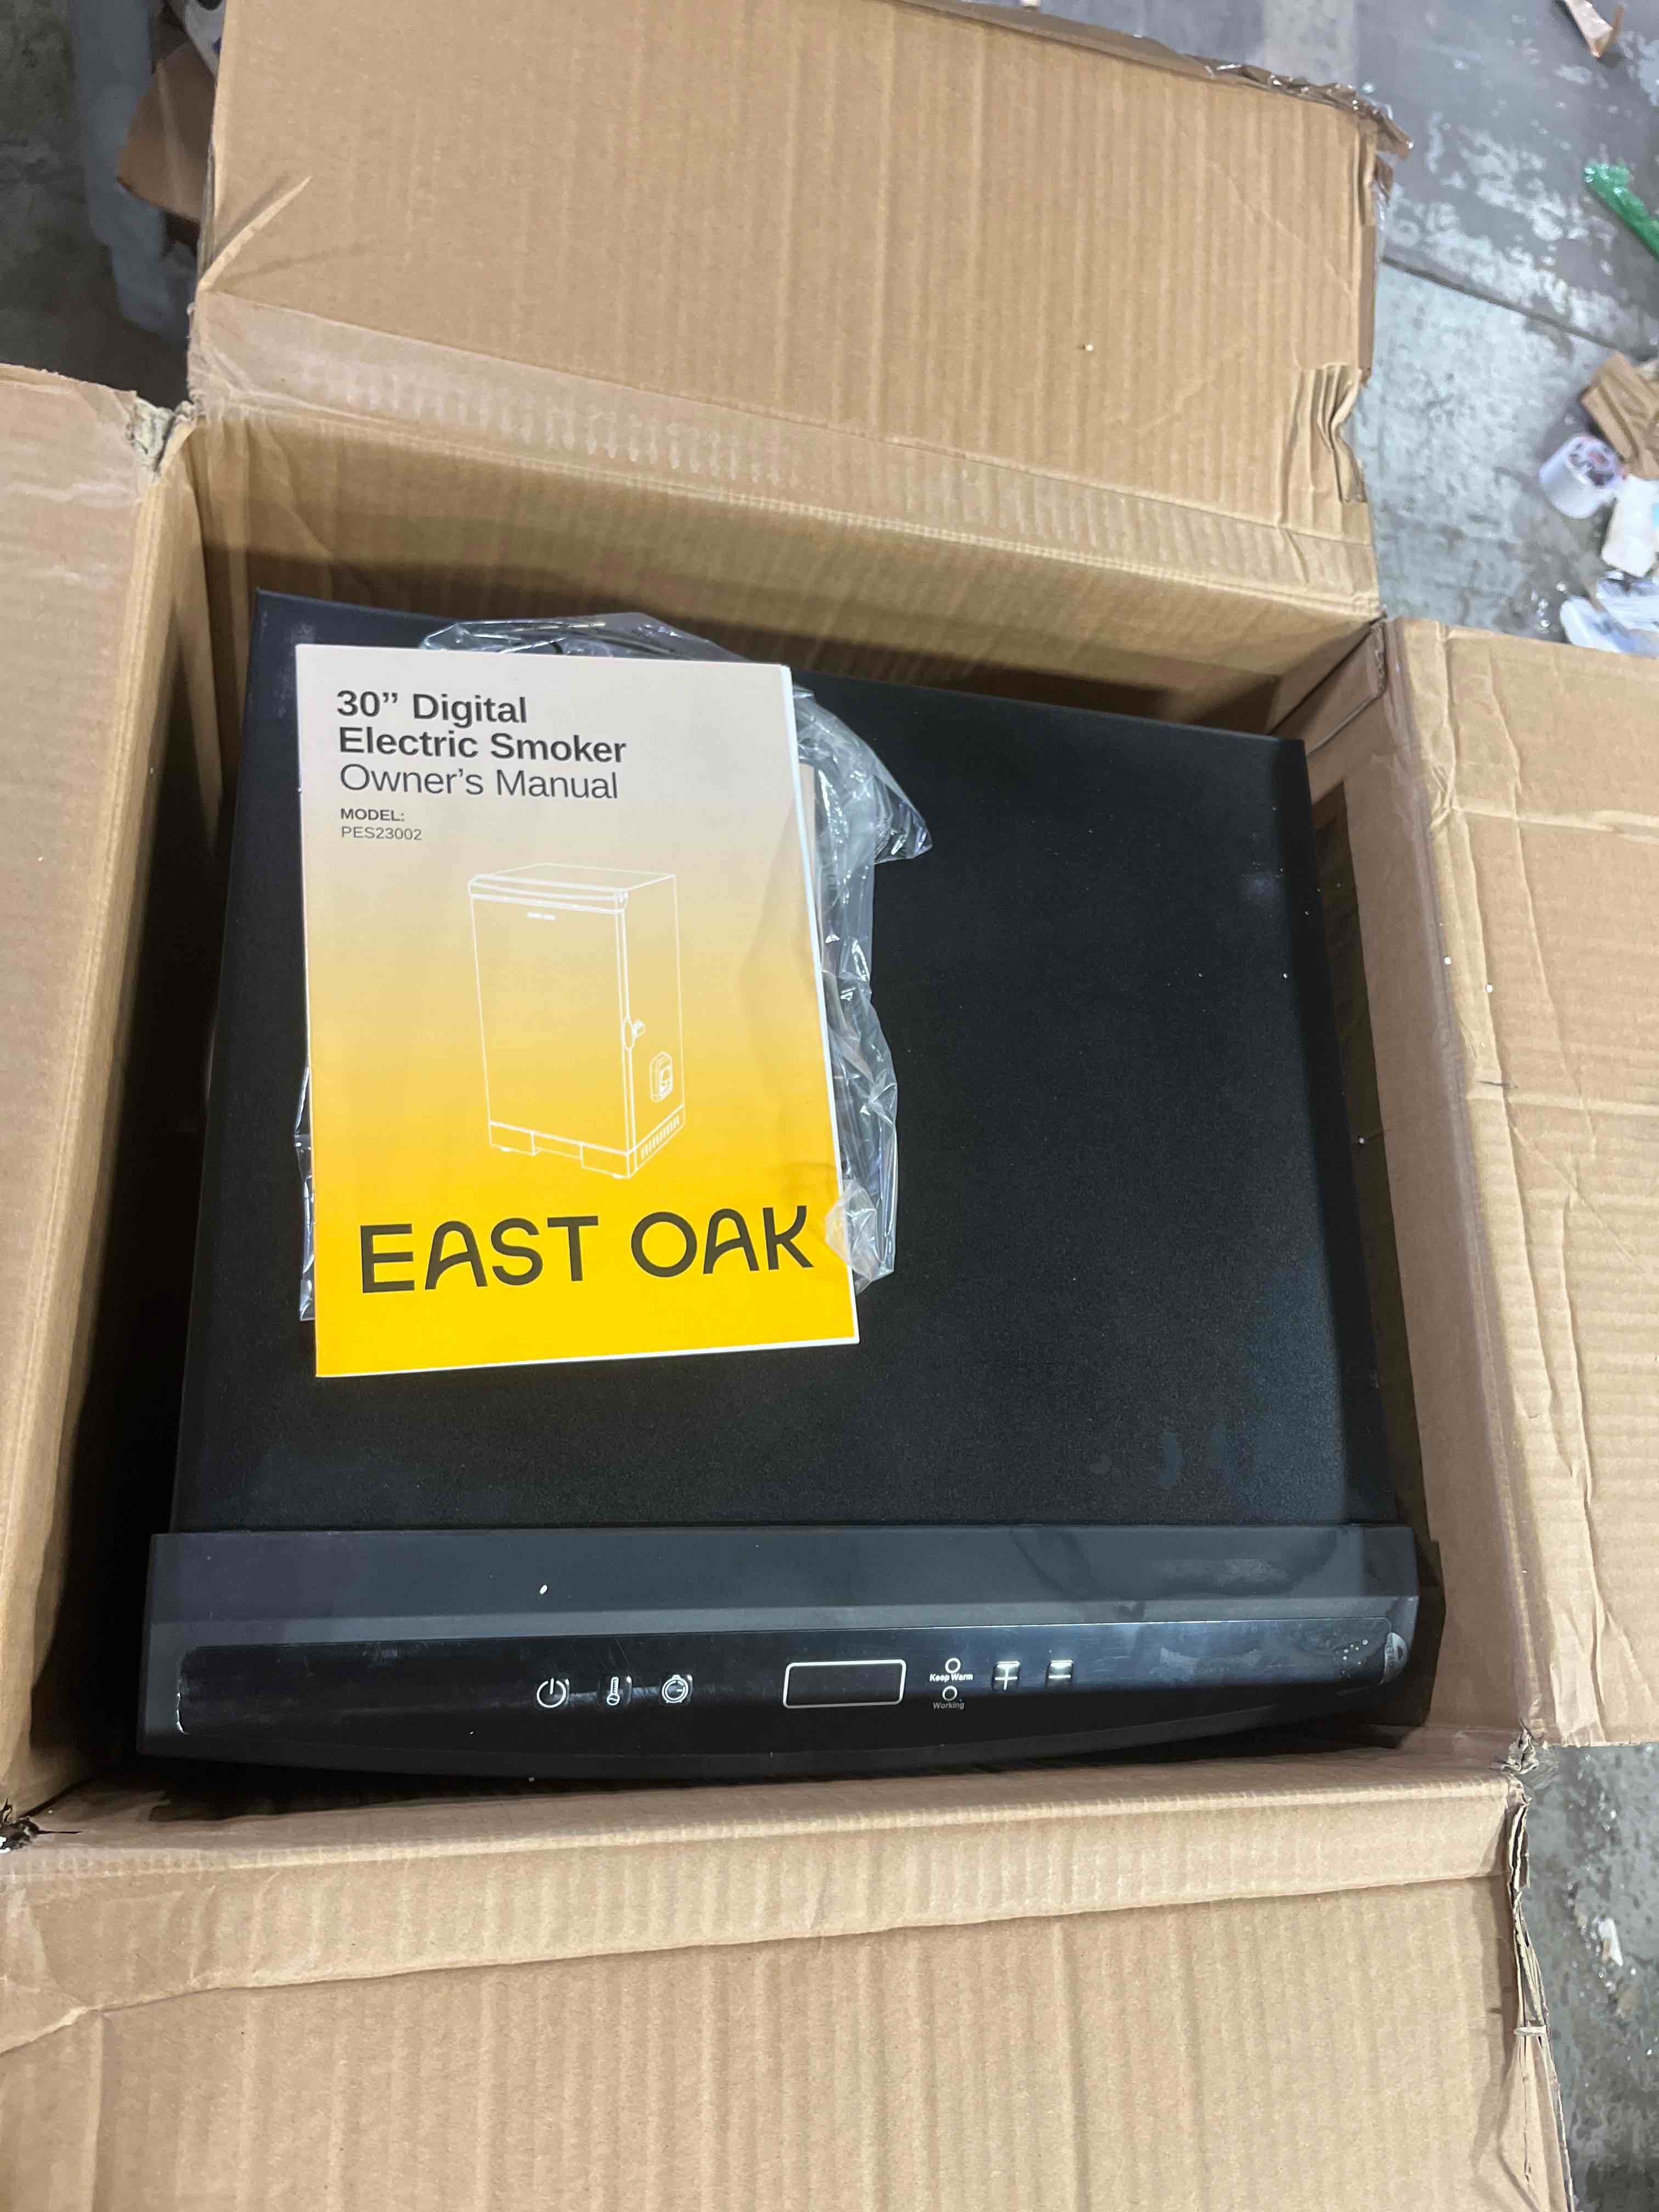 30” Digital
Electric Smoker
Owner’s Manual
MODEL:
PES23002
EAST OAK
Keep Warm
Working